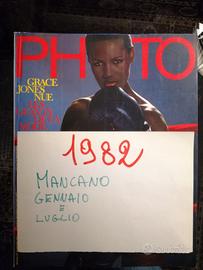 PHOTO
GRACE
JONES
NUE
1982
MANCANO
GENNAIO
E
LUGLIO